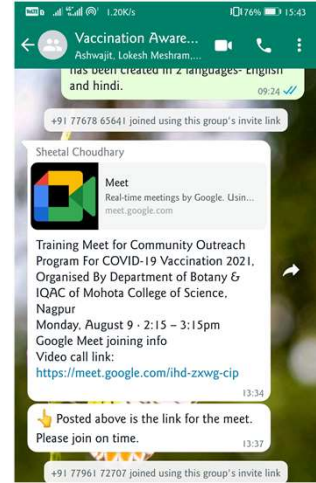 1.20K/s 76% 15:43
Vaccination Aware...
Ashwajit, Lokesh Meshram,...
has been created in 2 languages- English
and hindi.
09:24
+91 77678 65641 joined using this group's invite link
Sheetal Choudhary
Meet
Real-time meetings by Google. Usin...
meet.google.com
Training Meet for Community Outreach
Program For COVID-19 Vaccination 2021,
Organised By Department of Botany &
IQAC of Mohota College of Science,
Nagpur
Monday, August 9 · 2:15 – 3:15pm
Google Meet joining info
Video call link:
https://meet.google.com/ihd-zxwg-cip
13:34
👆 Posted above is the link for the meet.
Please join on time.
13:37
+91 77961 72707 joined using this group's invite link